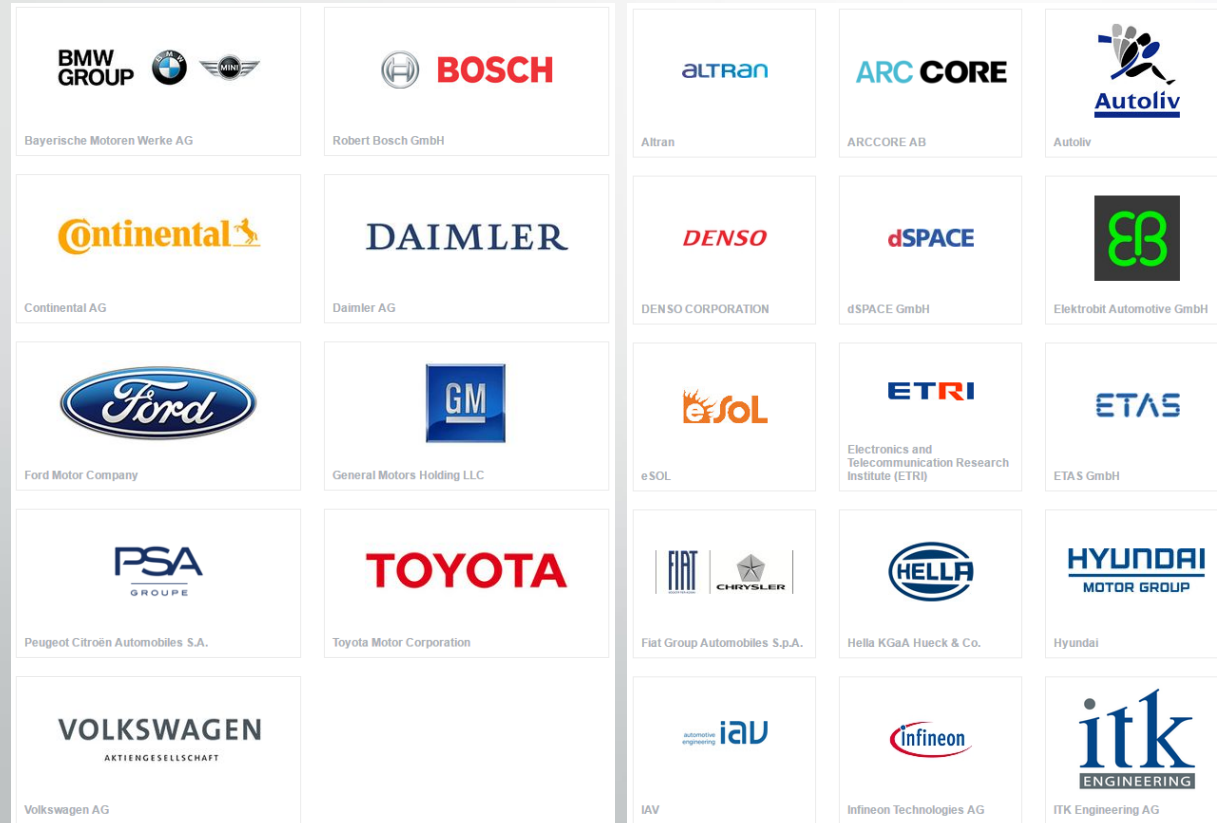 BMW
GROUP
BMW
MINI
Bayerische Motoren Werke AG
BOSCH
Robert Bosch GmbH
Continental
Continental AG
DAIMLER
Daimler AG
Ford
Ford Motor Company
GM
General Motors Holding LLC
PSA
GROUPE
Peugeot Citroën Automobiles S.A.
TOYOTA
Toyota Motor Corporation
VOLKSWAGEN
AKTIENGESELLSCHAFT
Volkswagen AG
altran
Altran
ARC CORE
ARCCORE AB
Autoliv
Autoliv
DENSO
DENSO CORPORATION
dSPACE
dSPACE GmbH
EB
Elektrobit Automotive GmbH
eSOL
eSOL
ETRI
Electronics and
Telecommunication Research
Institute (ETRI)
ETAS
ETAS GmbH
FIAT
CHRYSLER
Fiat Group Automobiles S.p.A.
HELLA
Hella KGaA Hueck & Co.
HYUNDAI
MOTOR GROUP
Hyundai
automotive
engineering
iav
IAV
infineon
Infineon Technologies AG
itk
ENGINEERING
ITK Engineering AG